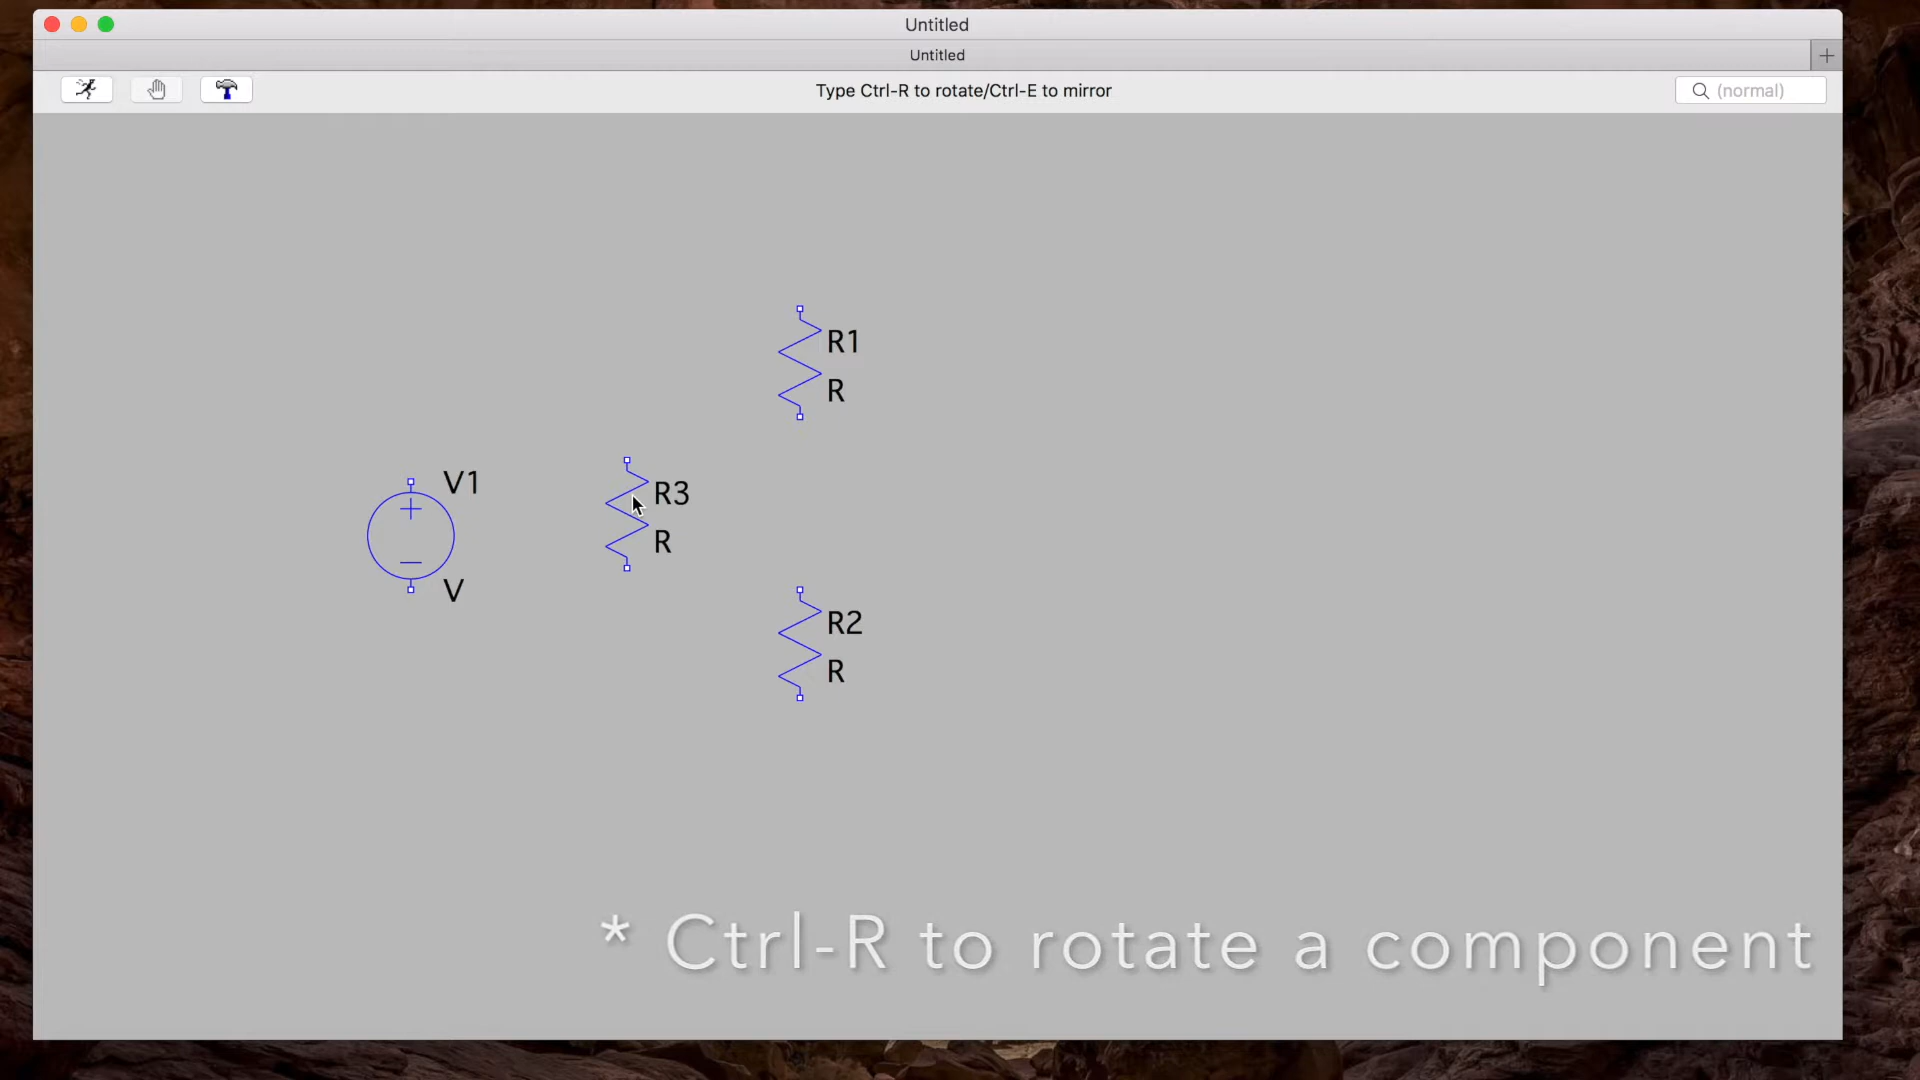 Untitled
Untitled
Type Ctrl-R to rotate/Ctrl-E to mirror
(normal)
R1
R
V1
V
R3
R
R2
R
* Ctrl-R to rotate a component